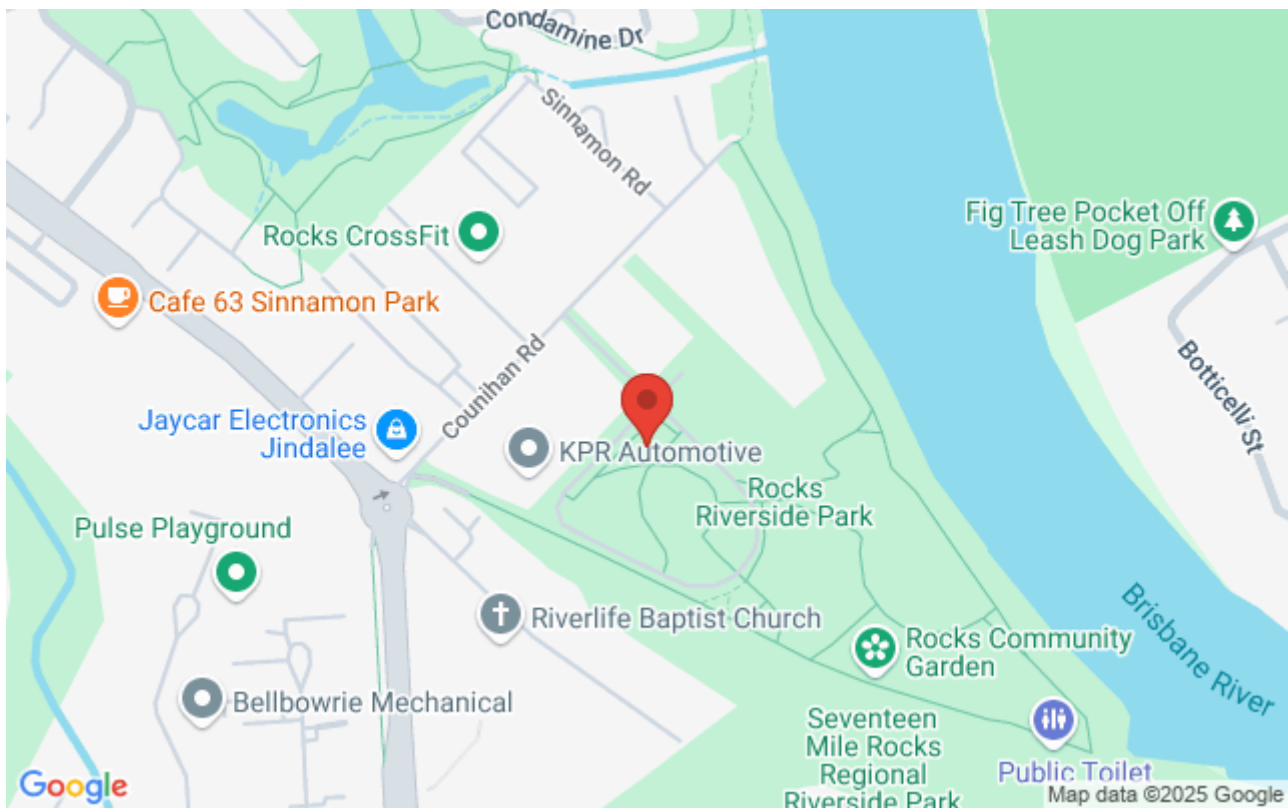 Condamine Dr
Sinnamon Rd
Rocks CrossFit
Fig Tree Pocket Off
Leash Dog Park
Cafe 63 Sinnamon Park
Counihan Rd
Botticelli St
Jaycar Electronics
Jindalee
KPR Automotive
Rocks
Riverside Park
Pulse Playground
Riverlife Baptist Church
Brisbane River
Rocks Community
Garden
Bellbowrie Mechanical
Seventeen
Mile Rocks
Regional
Riverside Park
Public Toilet
Google
Map data ©2025 Google